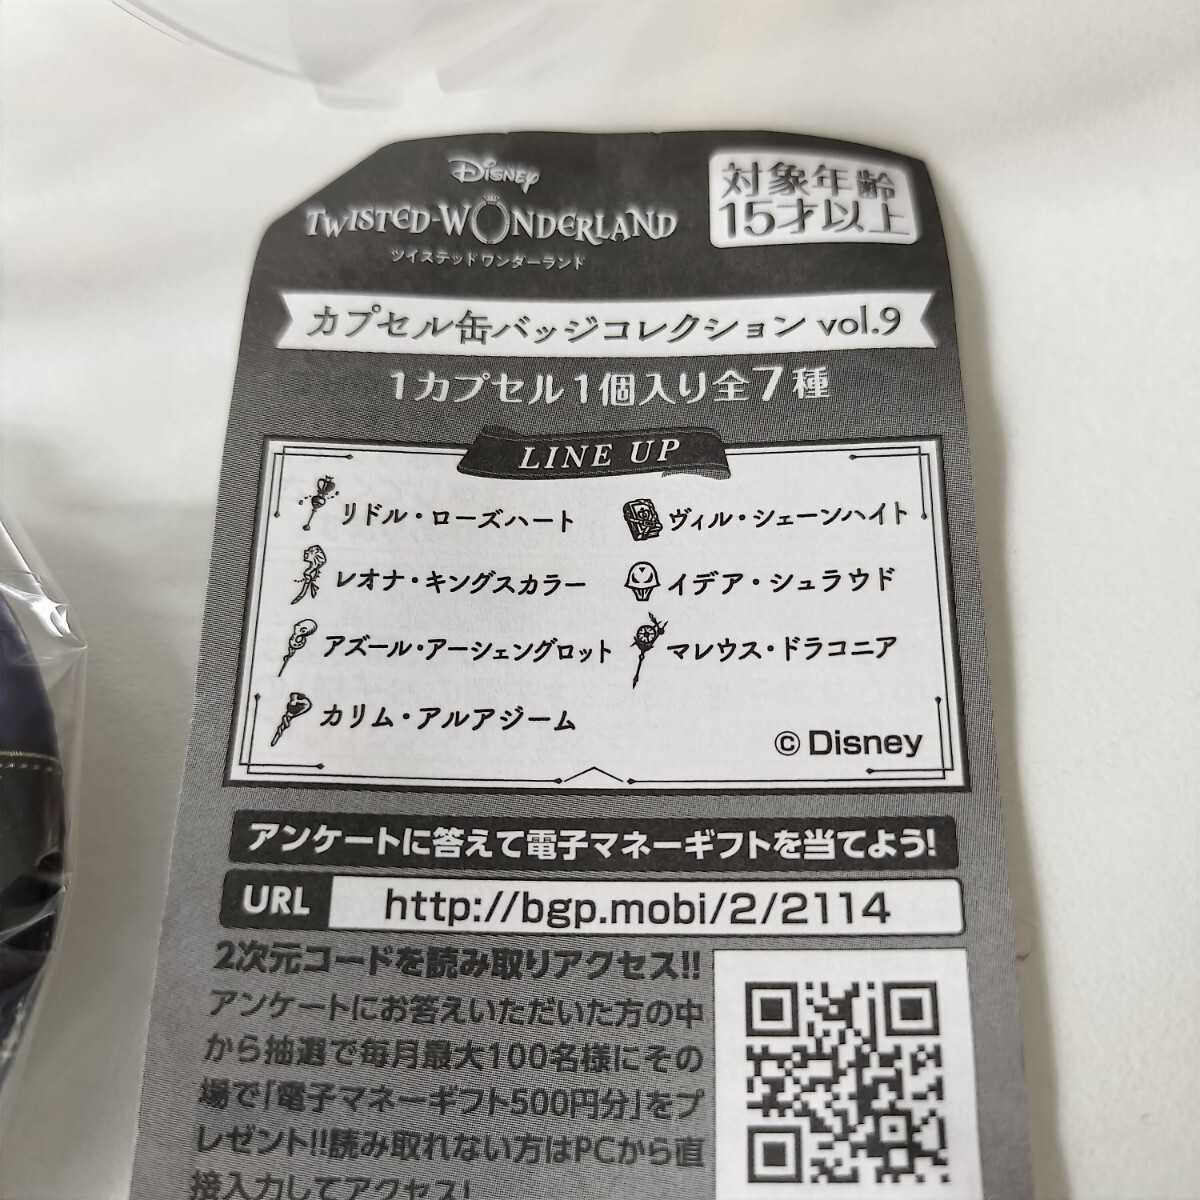 Disney
TWISTED-WONDERLAND
ツイステッドワンダーランド
対象年齢
15才以上
カプセル缶バッジコレクション vol.9
1カプセル1個入り全7種
LINE UP
リドル・ローズハート
レオナ・キングスカラー
アズール・アーシェングロット
カリム・アルアジーム
ヴィル・シェーンハイト
イデア・シュラウド
マレウス・ドラコニア
© Disney
アンケートに答えて電子マネーギフトを当てよう!
URL http://bgp.mobi/2/2114
2次元コードを読み取りアクセス!!
アンケートにお答えいただいた方の中
から抽選で毎月最大100名様にその
場で「電子マネーギフト500円分」をプ
レゼント!!読み取れない方はPCから直
接入力してアクセス!